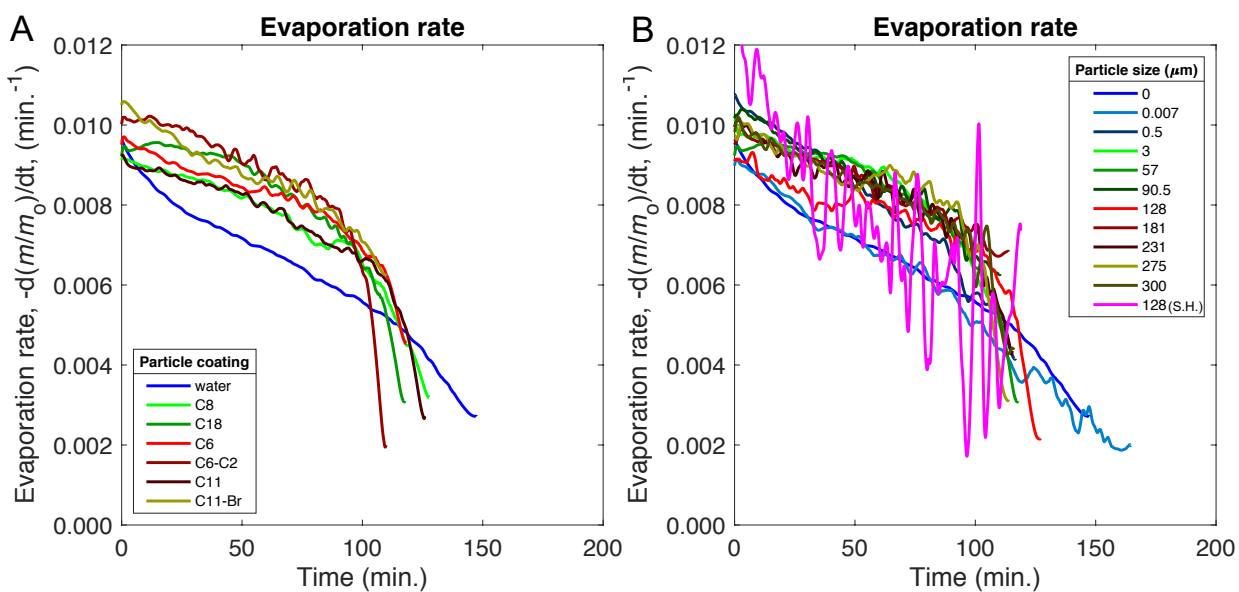 A
Evaporation rate
Evaporation rate, -d(m/mo)/dt, (min.-1)
0.012
0.010
0.008
0.006
0.004
0.002
0.000
Particle coating
water
C8
C18
C6
C6-C2
C11
C11-Br
0 50 100 150 200
Time (min.)
B
Evaporation rate
Evaporation rate, -d(m/mo)/dt, (min.-1)
0.012
0.010
0.008
0.006
0.004
0.002
0.000
Particle size (μm)
0
0.007
0.5
3
57
90.5
128
181
231
275
300
128(S.H.)
0 50 100 150 200
Time (min.)